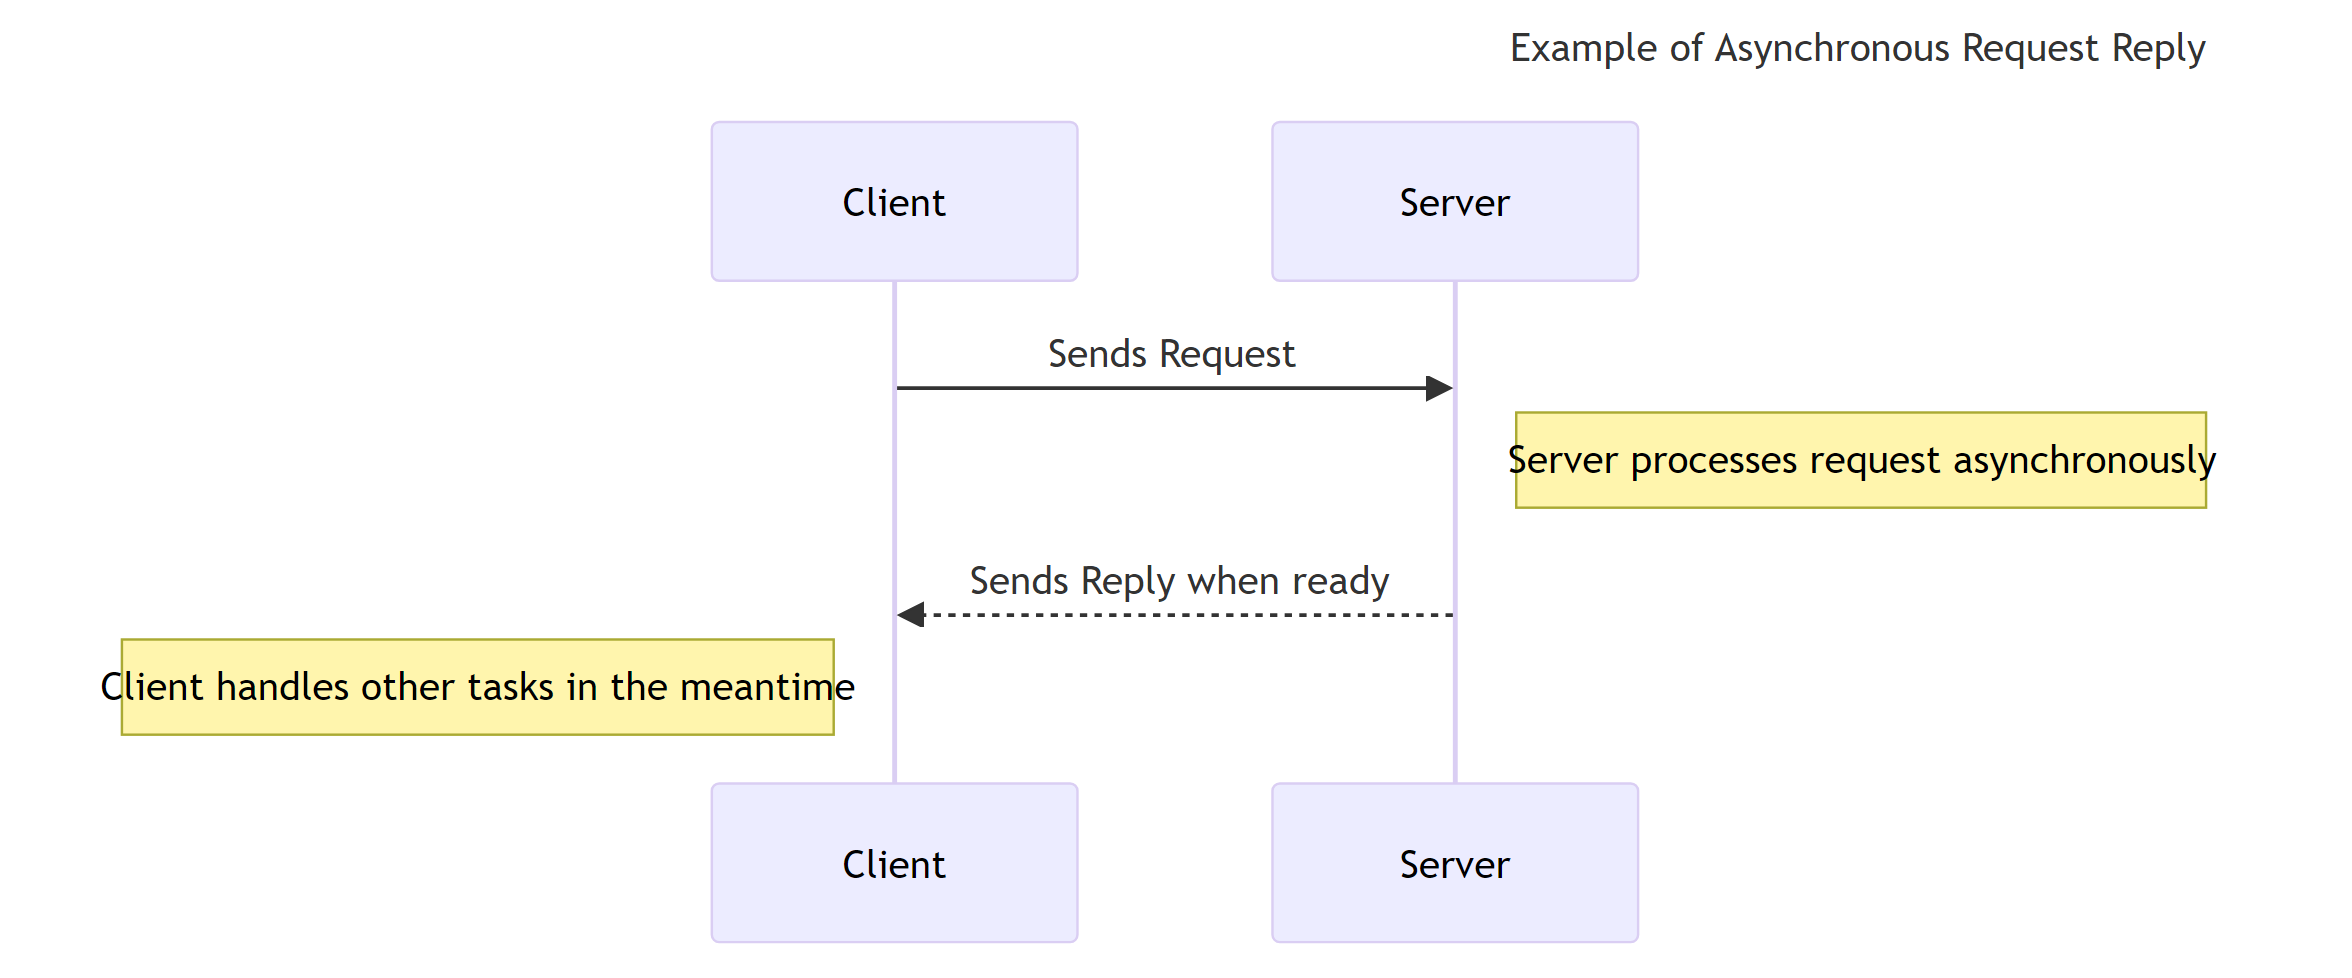 Example of Asynchronous Request Reply
Client
Server
Sends Request
Server processes request asynchronously
Sends Reply when ready
Client handles other tasks in the meantime
Client
Server